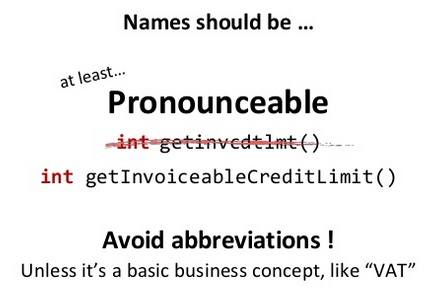 Names should be ...
at least...
Pronounceable
int getinvcdtlmt()
int getInvoiceableCreditLimit()
Avoid abbreviations !
Unless it's a basic business concept, like “VAT”